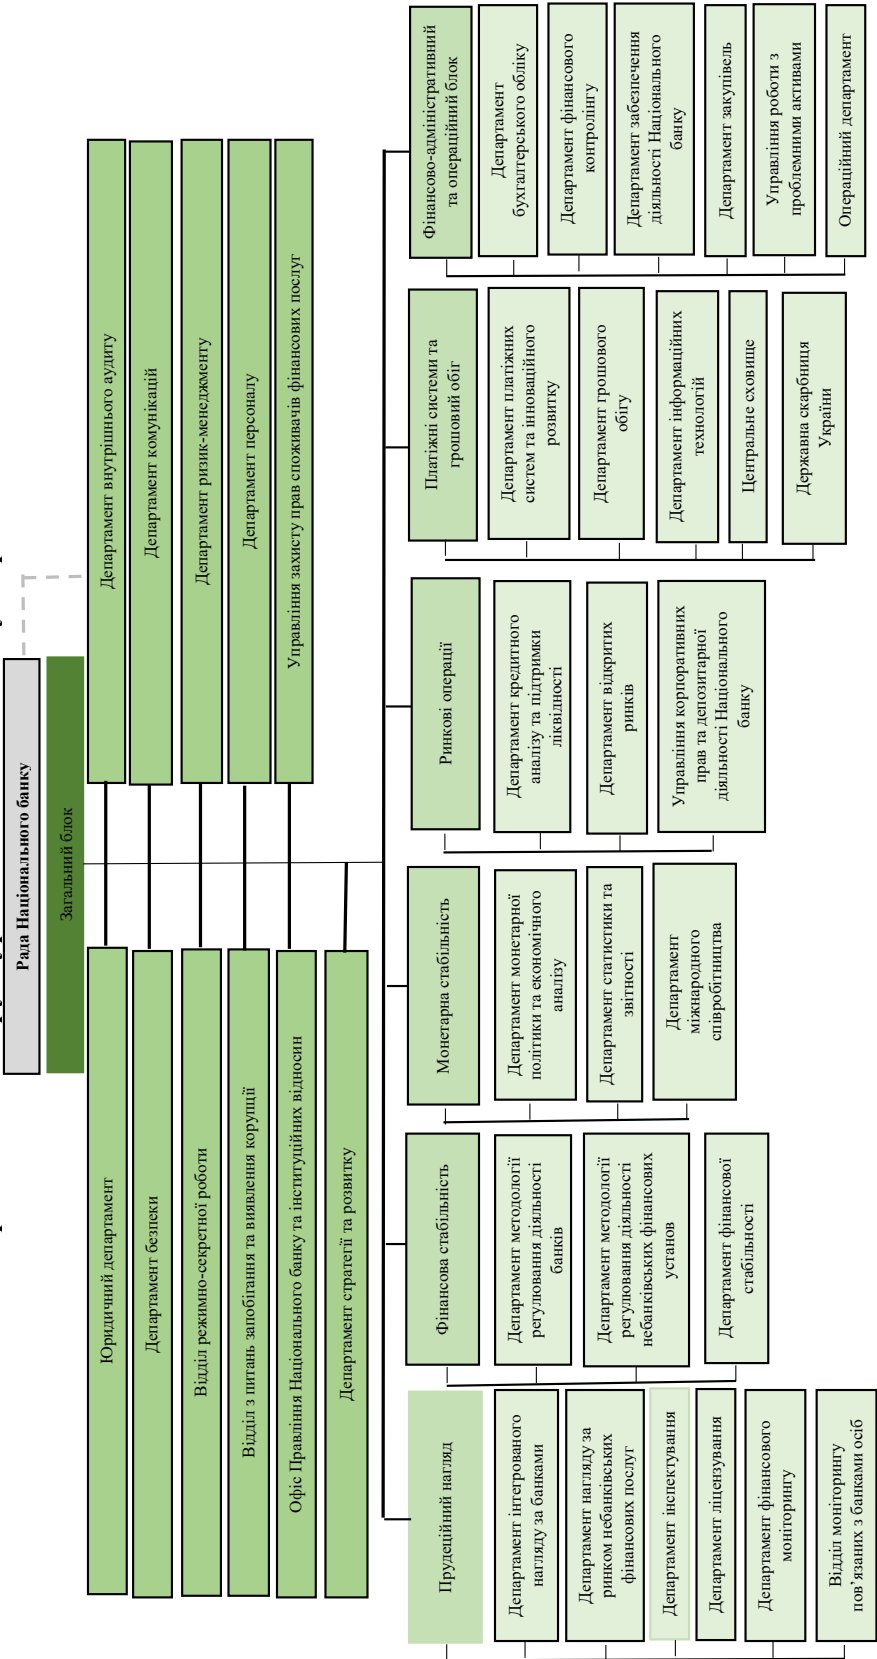 Рада Національного банку
Загальний блок
Юридичний департамент
Департамент безпеки
Відділ режимно-секретної роботи
Відділ з питань запобігання та виявлення корупції
Офіс Правління Національного банку та інституційних відносин
Департамент стратегії та розвитку
Департамент внутрішнього аудиту
Департамент комунікацій
Департамент ризик-менеджменту
Департамент персоналу
Управління захисту прав споживачів фінансових послуг
Прудеційний нагляд
Департамент інтегрованого
нагляду за банками
Департамент нагляду за
ринком небанківських
фінансових послуг
Департамент інспектування
Департамент ліцензування
Департамент фінансового
моніторингу
Відділ моніторингу
пов’язаних з банками осіб
Фінансова стабільність
Департамент методології
регулювання діяльності
банків
Департамент методології
регулювання діяльності
небанківських фінансових
установ
Департамент фінансової
стабільності
Монетарна стабільність
Департамент монетарної
політики та економічного
аналізу
Департамент статистики та
звітності
Департамент
міжнародного
співробітництва
Ринкові операції
Департамент кредитного
аналізу та підтримки
ліквідності
Департамент відкритих
ринків
Управління корпоративних
прав та депозитарної
діяльності Національного
банку
Платіжні системи та
грошовий обіг
Департамент платіжних
систем та інноваційного
розвитку
Департамент грошового
обігу
Департамент інформаційних
технологій
Центральне сховище
Державна скарбниця
України
Фінансово-адміністративний
та операційний блок
Департамент
бухгалтерського обліку
Департамент фінансового
контролінгу
Департамент забезпечення
діяльності Національного
банку
Департамент закупівель
Управління роботи з
проблемними активами
Операційний департамент